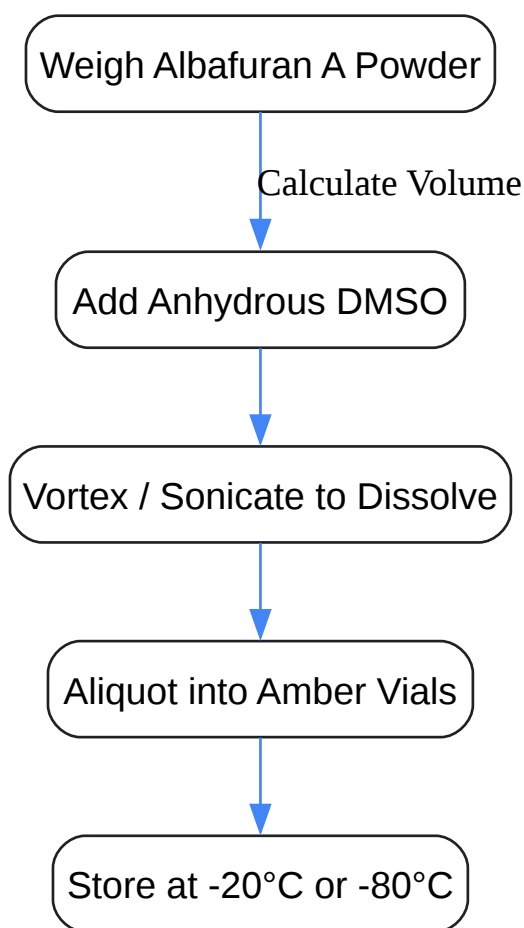 Weigh Albafuran A Powder
Calculate Volume
Add Anhydrous DMSO
Vortex / Sonicate to Dissolve
Aliquot into Amber Vials
Store at -20°C or -80°C